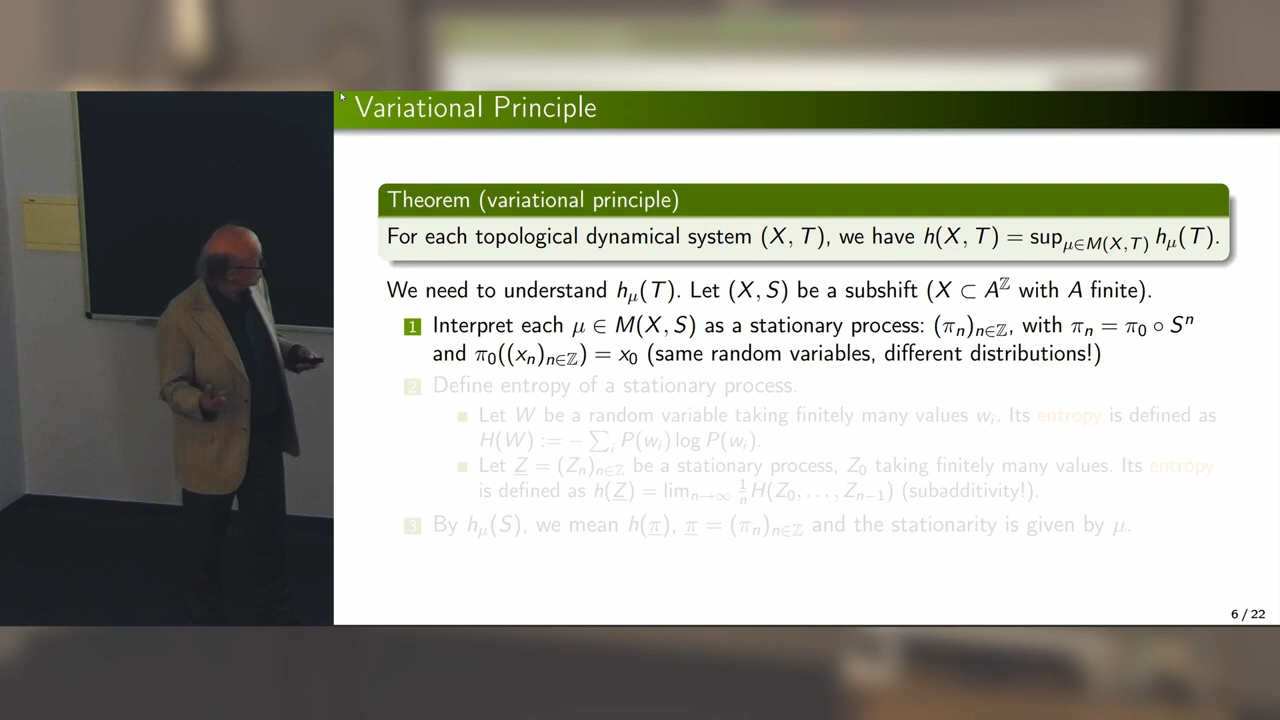 Variational Principle
Theorem (variational principle)
For each topological dynamical system (X, T), we have h(X, T) = sup_{μ∈M(X,T)} h_μ(T).
We need to understand h_μ(T). Let (X, S) be a subshift (X ⊂ A^ℤ with A finite).
1 Interpret each μ ∈ M(X, S) as a stationary process: (π_n)_{n∈ℤ}, with π_n = π_0 ∘ S^n
and π_0((x_n)_{n∈ℤ}) = x_0 (same random variables, different distributions!)
2 Define entropy of a stationary process.
Let W be a random variable taking finitely many values w_i. Its entropy is defined as
H(W) := − ∑_i P(w_i) log P(w_i).
Let Z = (Z_n)_{n∈ℤ} be a stationary process, Z_0 taking finitely many values. Its entropy
is defined as h(Z) = lim_{n→∞} 1/n H(Z_0, . . . , Z_{n−1}) (subadditivity!).
3 By h_μ(S), we mean h(π), π = (π_n)_{n∈ℤ} and the stationarity is given by μ.
6 / 22